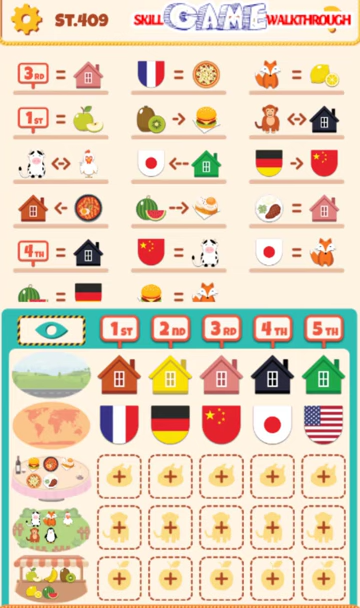 ST.409
SKILL GAME WALKTHROUGH
3RD =
=
=
1ST =
4TH =
=
=
1ST 2ND 3RD 4TH 5TH